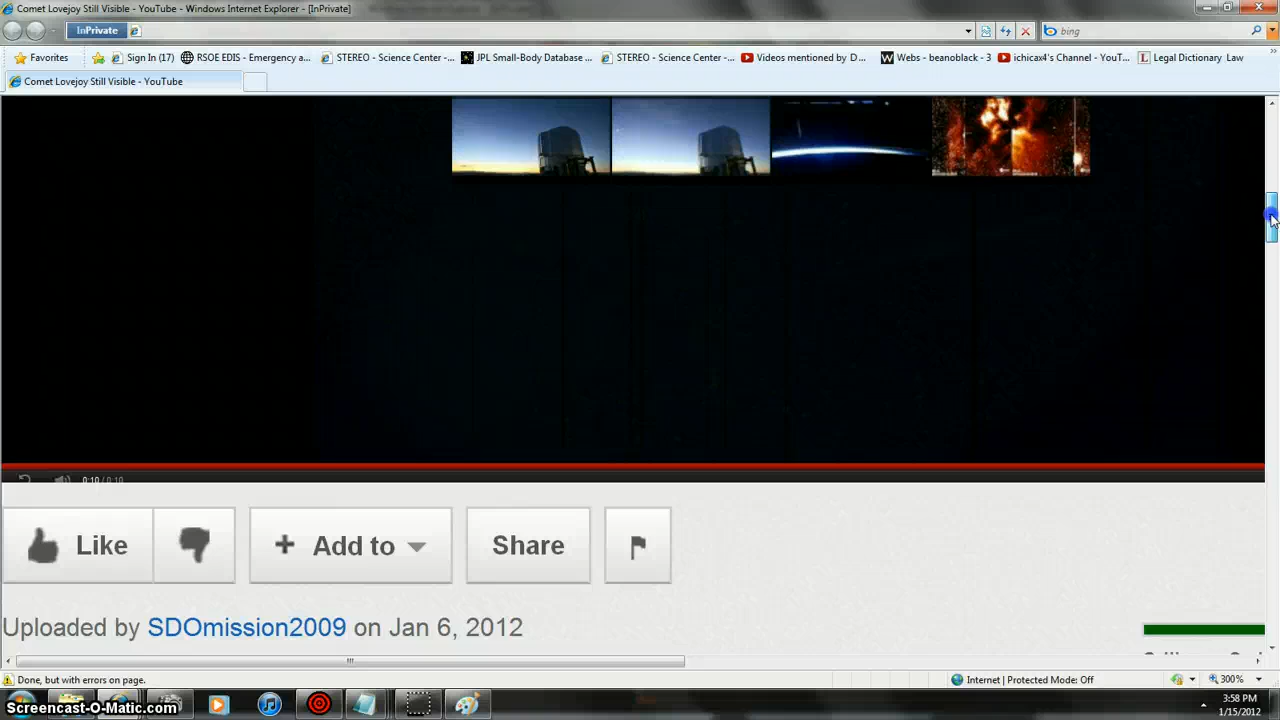 Comet Lovejoy Still Visible - YouTube - Windows Internet Explorer - [InPrivate]
InPrivate
bing
Favorites
Sign In (17)
RSOE EDIS - Emergency a...
STEREO - Science Center -...
JPL Small-Body Database ...
STEREO - Science Center -...
Videos mentioned by D...
Webs - beanoblack - 3
ichicax4's Channel - YouT...
Legal Dictionary Law
Comet Lovejoy Still Visible - YouTube
0:10 / 0:10
Like
Add to
Share
Uploaded by SDOmission2009 on Jan 6, 2012
Done, but with errors on page.
Internet | Protected Mode: Off
300%
Screencast-O-Matic.com
3:58 PM
1/15/2012